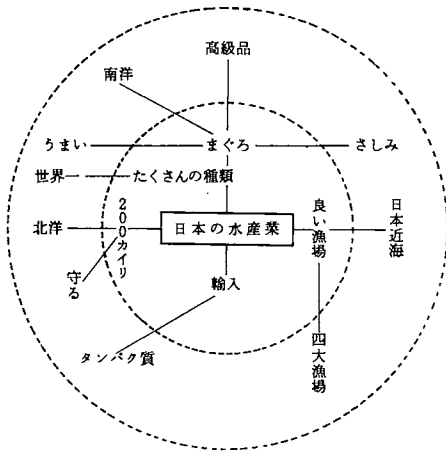 高級品
南洋
うまい
まぐろ
さしみ
世界
たくさんの種類
北洋
200カイリ
日本の水産業
良い漁場
日本近海
守る
輸入
タンパク質
四大漁場